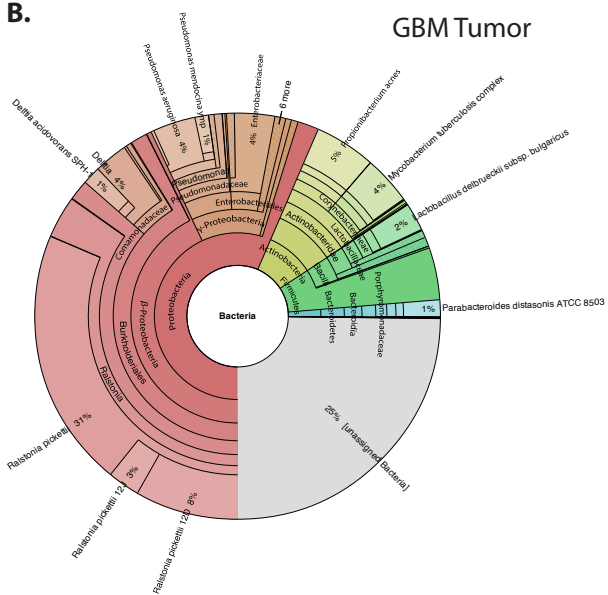 B.
GBM Tumor
Pseudomonas mendocina ymp
1%
Pseudomonas aeruginosa
4%
Enterobacteriaceae
4%
6 more
Propionibacterium acnes
5%
Mycobacterium tuberculosis complex
4%
Lactobacillus delbrueckii subsp. bulgaricus
2%
Parabacteroides distasonis ATCC 8503
1%
Delftia acidovorans SPH-1
1%
Delftia
4%
Pseudomonas
Pseudomonadaceae
Enterobacteriales
γ-Proteobacteria
Comamonadaceae
Corynebacterineae
Actinobacteridae
Actinobacteria
Lactobacillaceae
Bacilli
Firmicutes
Bacteroidetes
Bacteroidia
Porphyromonadaceae
Bacteria
Proteobacteria
β-Proteobacteria
Burkholderiales
Ralstonia
Ralstonia pickettii
31%
Ralstonia pickettii 12J
3%
Ralstonia pickettii 12D
8%
25%
[unassigned Bacteria]